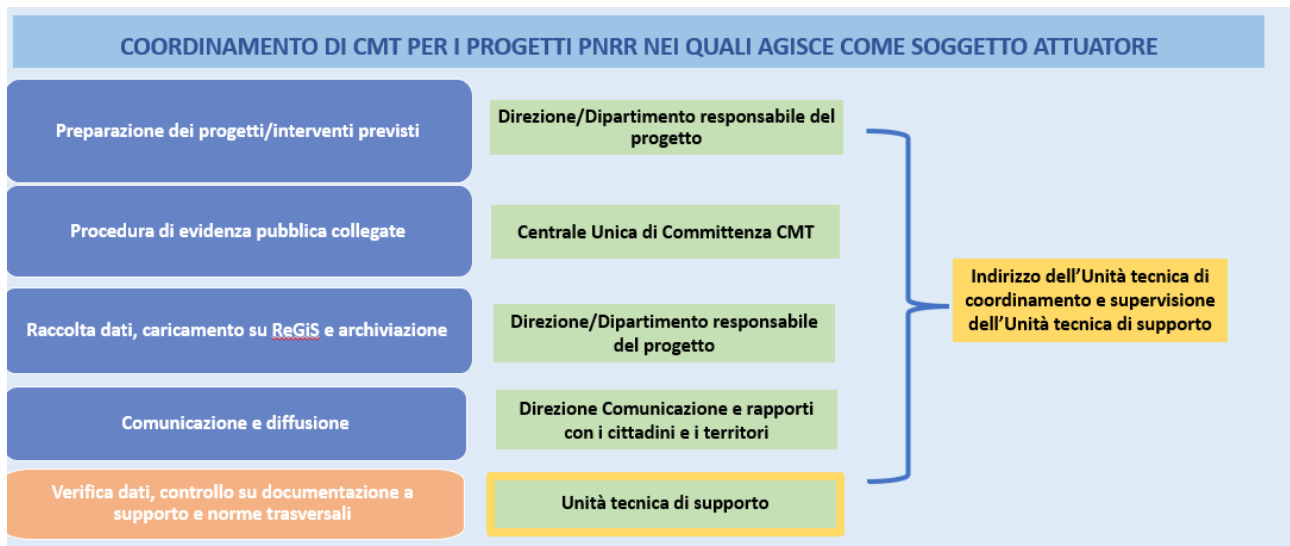 COORDINAMENTO DI CMT PER I PROGETTI PNRR NEI QUALI AGISCE COME SOGGETTO ATTUATORE
Preparazione dei progetti/interventi previsti
Direzione/Dipartimento responsabile del
progetto
Procedura di evidenza pubblica collegate
Centrale Unica di Committenza CMT
Raccolta dati, caricamento su ReGiS e archiviazione
Direzione/Dipartimento responsabile
del progetto
Comunicazione e diffusione
Direzione Comunicazione e rapporti
con i cittadini e i territori
Verifica dati, controllo su documentazione a
supporto e norme trasversali
Unità tecnica di supporto
Indirizzo dell'Unità tecnica di
coordinamento e supervisione
dell'Unità tecnica di supporto